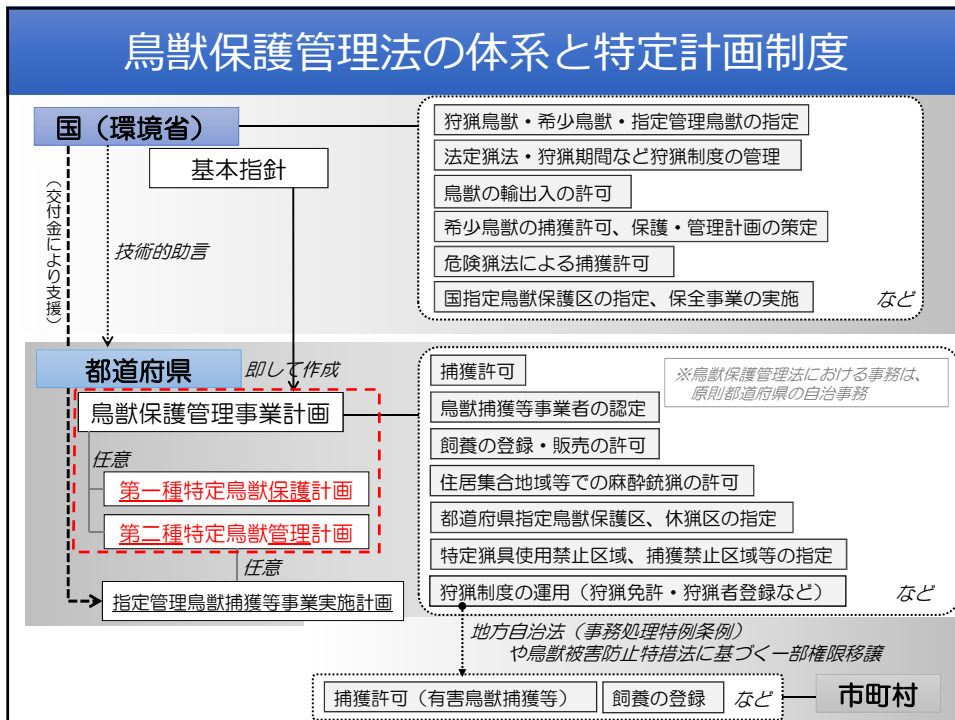 鳥獣保護管理法の体系と特定計画制度
国（環境省）
基本指針
（交付金により支援）
技術的助言
狩猟鳥獣・希少鳥獣・指定管理鳥獣の指定
法定猟法・狩猟期間など狩猟制度の管理
鳥獣の輸出入の許可
希少鳥獣の捕獲許可、保護・管理計画の策定
危険猟法による捕獲許可
国指定鳥獣保護区の指定、保全事業の実施
など
都道府県
即して作成
鳥獣保護管理事業計画
任意
第一種特定鳥獣保護計画
第二種特定鳥獣管理計画
任意
指定管理鳥獣捕獲等事業実施計画
捕獲許可
※鳥獣保護管理法における事務は、
原則都道府県の自治事務
鳥獣捕獲等事業者の認定
飼養の登録・販売の許可
住居集合地域等での麻酔銃猟の許可
都道府県指定鳥獣保護区、休猟区の指定
特定猟具使用禁止区域、捕獲禁止区域等の指定
狩猟制度の運用（狩猟免許・狩猟者登録など）
など
地方自治法（事務処理特例条例）
や鳥獣被害防止特措法に基づく一部権限移譲
捕獲許可（有害鳥獣捕獲等）
飼養の登録
など
市町村